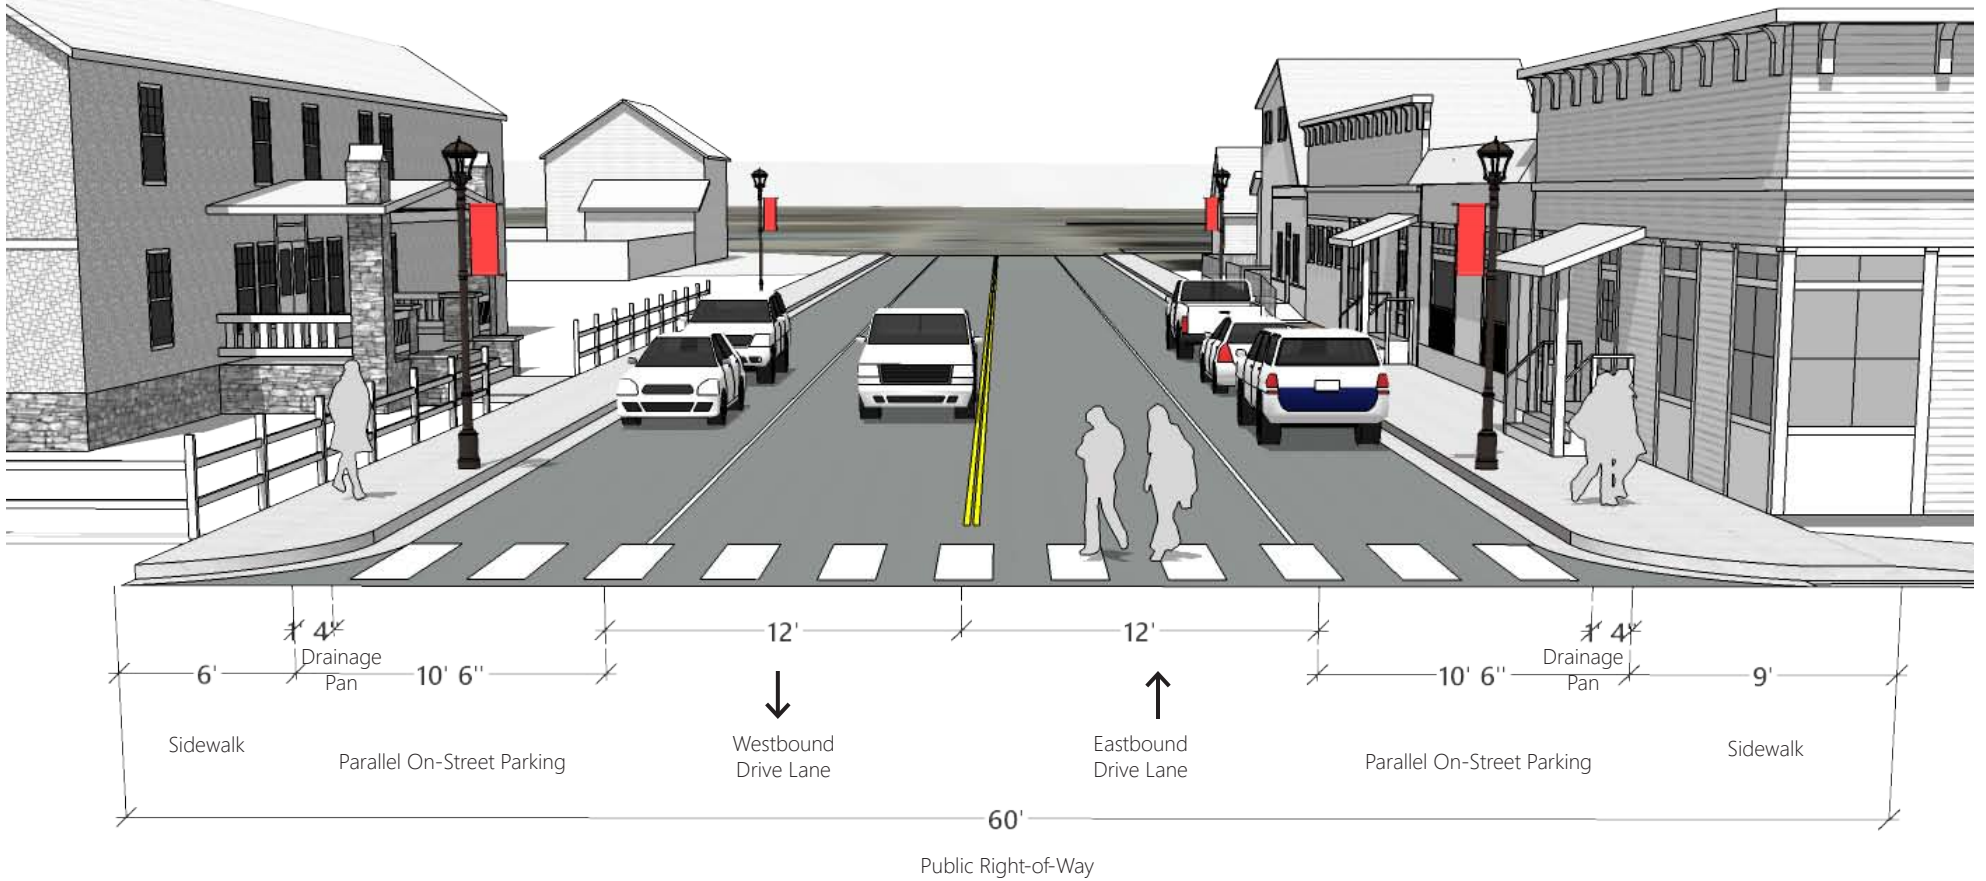 1' 4" 12' 12' 1' 4"
6' Drainage Pan 10' 6'' 10' 6'' Drainage Pan 9'
Sidewalk
Parallel On-Street Parking
Westbound
Drive Lane
Eastbound
Drive Lane
Parallel On-Street Parking
Sidewalk
60'
Public Right-of-Way